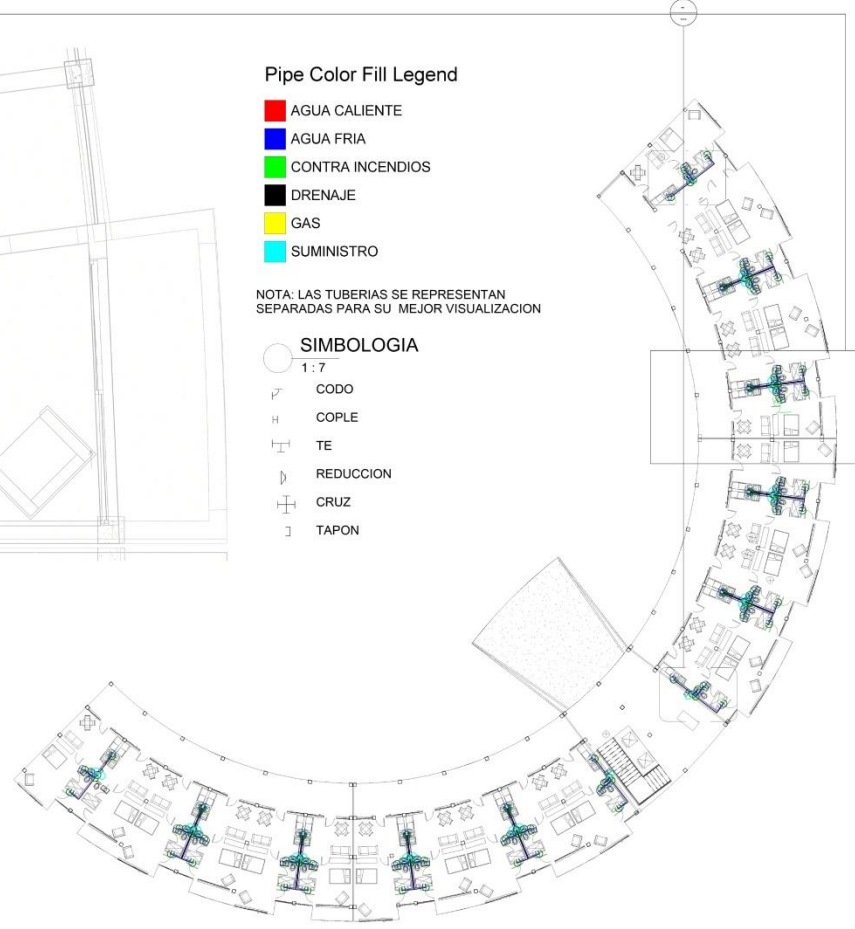 Pipe Color Fill Legend
AGUA CALIENTE
AGUA FRIA
CONTRA INCENDIOS
DRENAJE
GAS
SUMINISTRO
NOTA: LAS TUBERIAS SE REPRESENTAN
SEPARADAS PARA SU MEJOR VISUALIZACION
SIMBOLOGIA
1 : 7
CODO
COPLE
TE
REDUCCION
CRUZ
TAPON